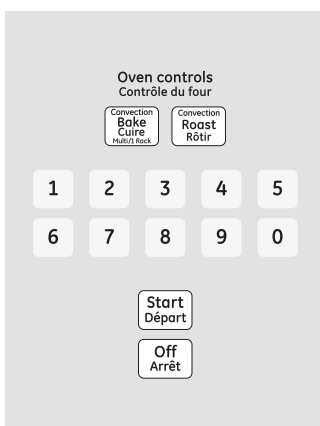 Oven controls
Contrôle du four
Convection
Bake
Cuire
Multi/1 Rack
Convection
Roast
Rôtir
1 2 3 4 5
6 7 8 9 0
Start
Départ
Off
Arrêt